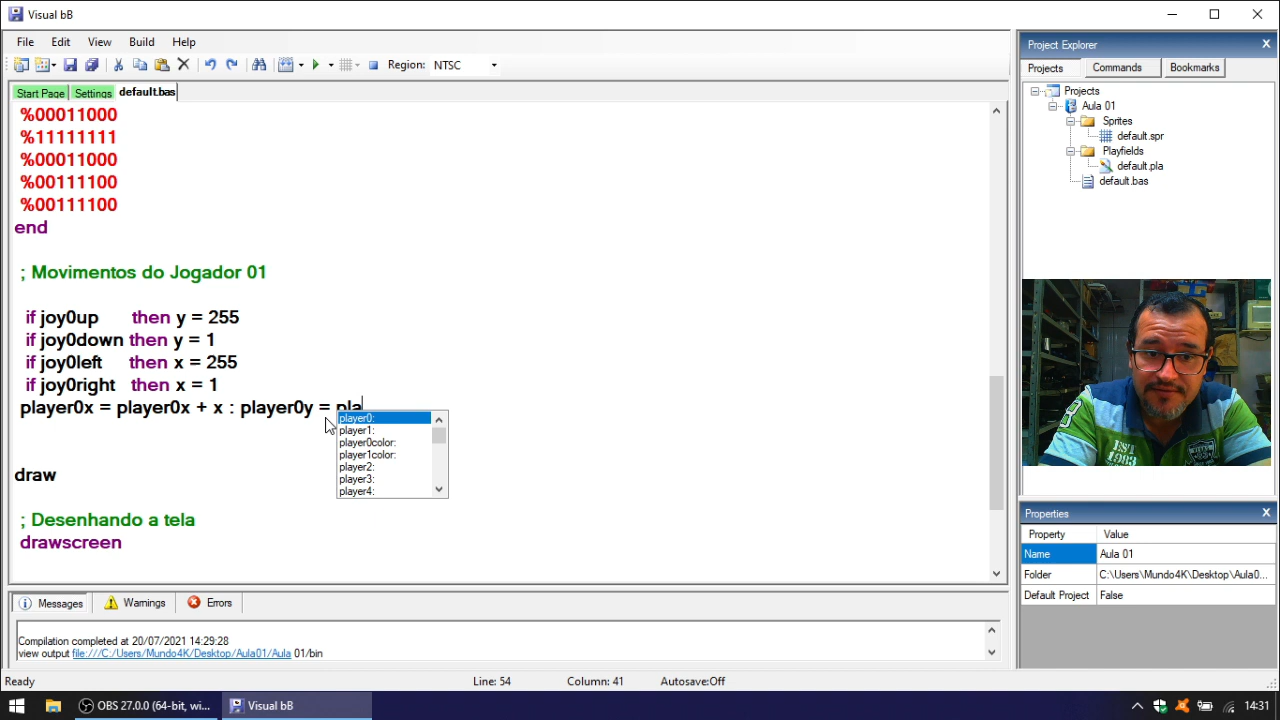 Visual bB
File Edit View Build Help
Region: NTSC
Start Page Settings default.bas
%00011000
%11111111
%00011000
%00111100
%00111100
end
; Movimentos do Jogador 01
if joy0up then y = 255
if joy0down then y = 1
if joy0left then x = 255
if joy0right then x = 1
player0x = player0x + x : player0y = pla
player0:
player1:
player0color:
player1color:
player2:
player3:
player4:
draw
; Desenhando a tela
drawscreen
Messages Warnings Errors
Compilation completed at 20/07/2021 14:29:28
view output file:///C:/Users/Mundo4K/Desktop/Aula01/Aula 01/bin
Ready Line: 54 Column: 41 Autosave:Off
Project Explorer X
Projects Commands Bookmarks
Projects
Aula 01
Sprites
default.spr
Playfields
default.pla
default.bas
Properties X
Property Value
Name Aula 01
Folder C:\Users\Mundo4K\Desktop\Aula0...
Default Project False
OBS 27.0.0 (64-bit, wi... Visual bB 14:31